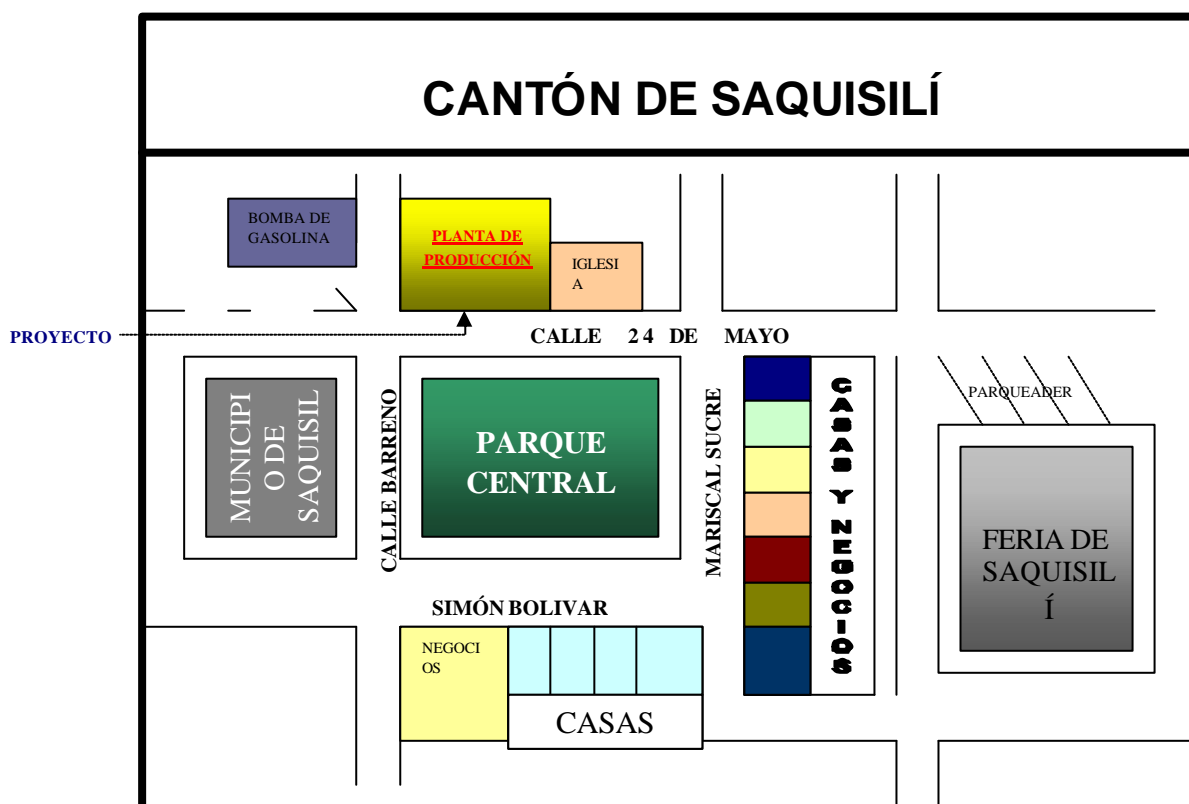 CANTÓN DE SAQUISILÍ
BOMBA DE
GASOLINA
PLANTA DE
PRODUCCIÓN
IGLESI
A
PROYECTO
CALLE 24 DE MAYO
MUNICIPI
O DE
SAQUISIL
CALLE BARRENO
PARQUE
CENTRAL
MARISCAL SUCRE
CASAS Y NEGOCIOS
PARQUEADER
FERIA DE
SAQUISIL
Í
SIMÓN BOLIVAR
NEGOCI
OS
CASAS